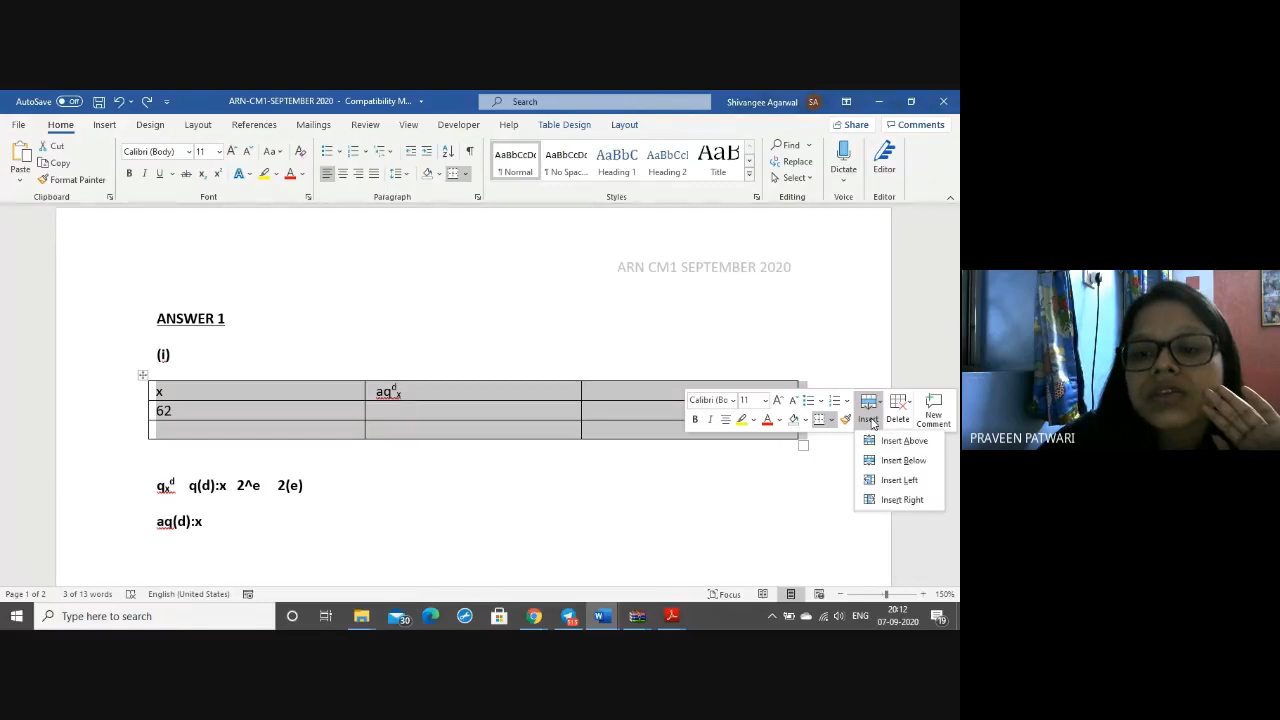 AutoSave Off ARN-CM1-SEPTEMBER 2020 - Compatibility M... Search Shivangee Agarwal SA
File Home Insert Design Layout References Mailings Review View Developer Help Table Design Layout Share Comments
Paste Cut Copy Format Painter
Calibri (Body) 11
AaBbCcDc AaBbCcDc AaBbC AaBbCcl AaB
¶ Normal ¶ No Spac... Heading 1 Heading 2 Title
Find Replace Select Dictate Editor
Clipboard Font Paragraph Styles Editing Voice Editor
ARN CM1 SEPTEMBER 2020
ANSWER 1
(i)
x aq^d_x
62
Calibri (Bo 11 Insert Delete New Comment
Insert Above
Insert Below
Insert Left
Insert Right
PRAVEEN PATWARI
q_x^d q(d):x 2^e 2(e)
aq(d):x
Page 1 of 2 3 of 13 words English (United States) Focus 150%
Type here to search 30 ENG 20:12 07-09-2020 19